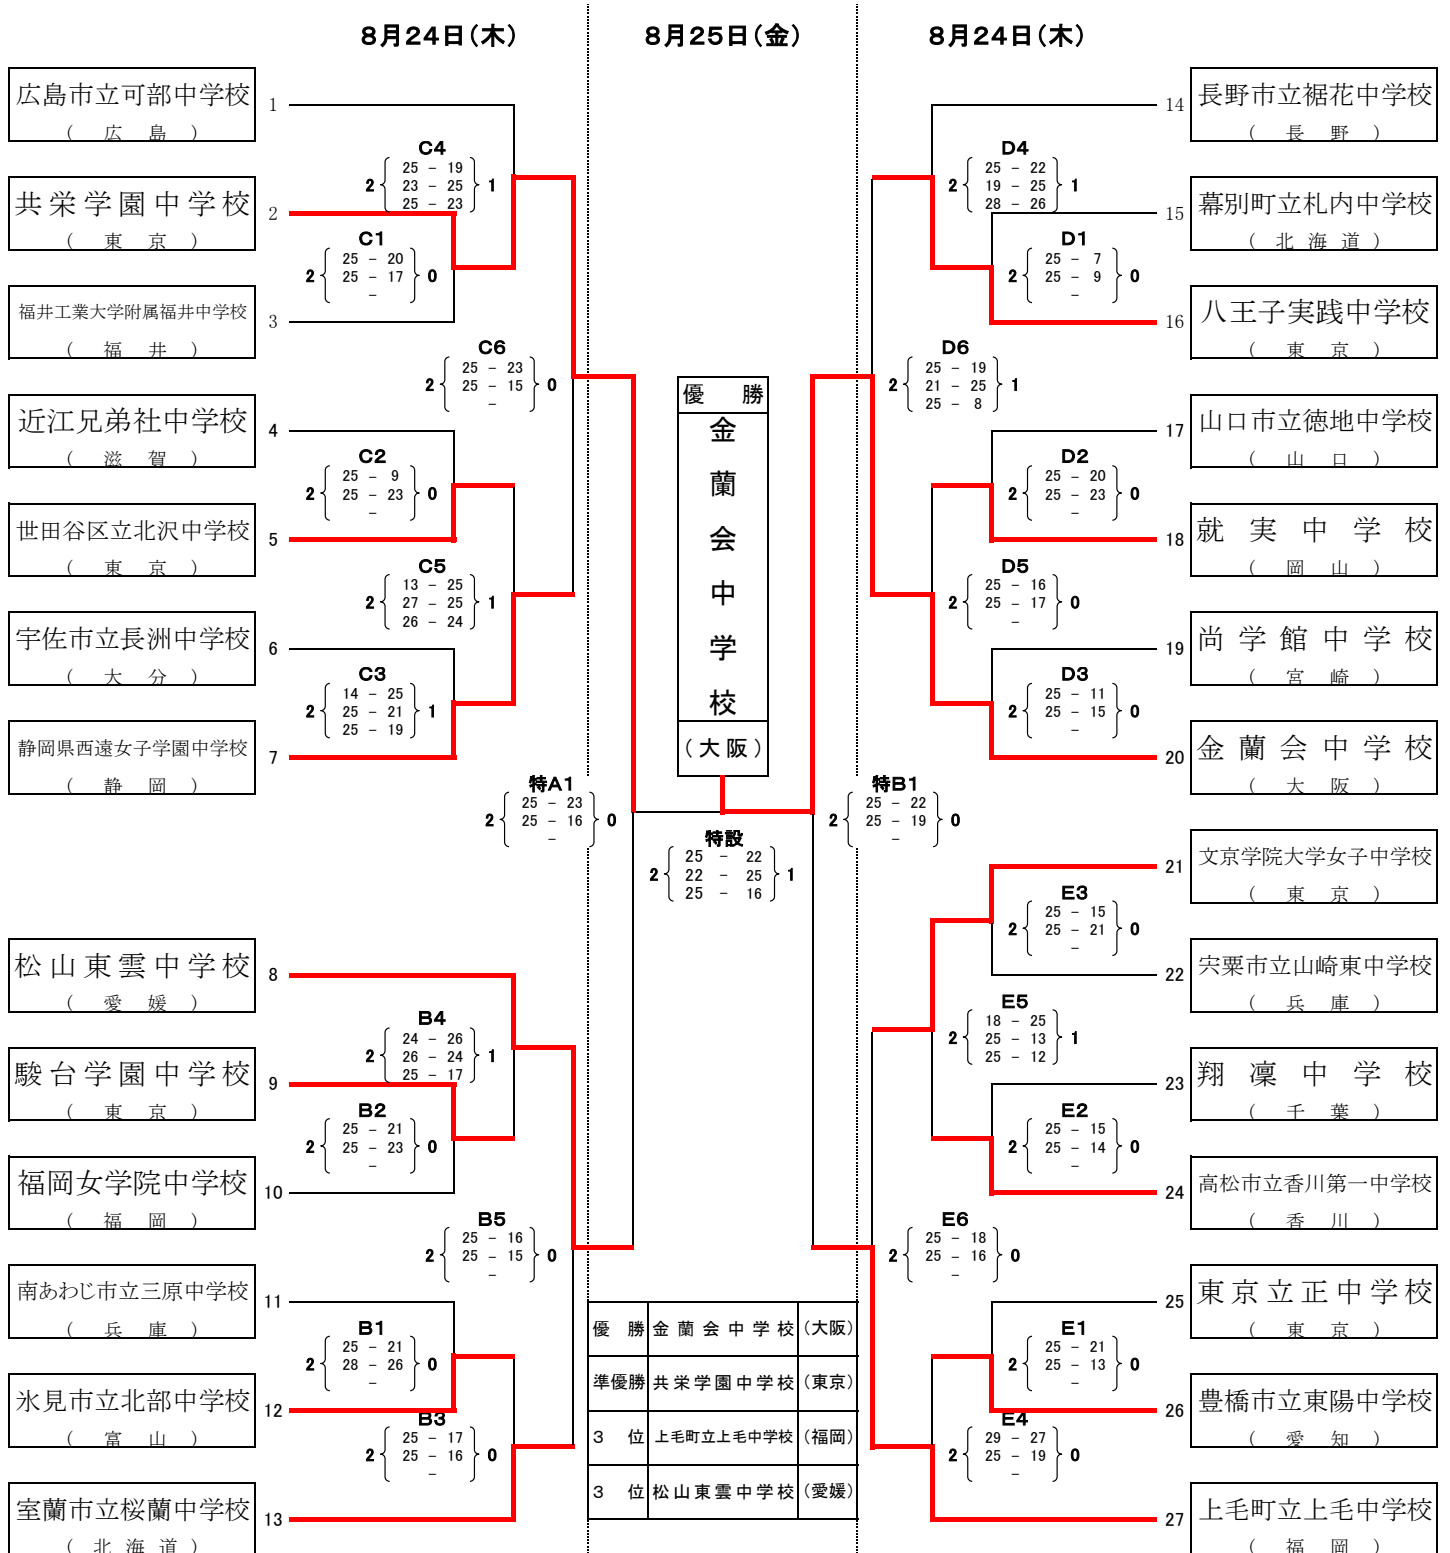 8月24日(木)
8月25日(金)
8月24日(木)
広島市立可部中学校
( 広 島 )
1
共栄学園中学校
( 東 京 )
2
福井工業大学附属福井中学校
( 福 井 )
3
近江兄弟社中学校
( 滋 賀 )
4
世田谷区立北沢中学校
( 東 京 )
5
宇佐市立長洲中学校
( 大 分 )
6
静岡県西遠女子学園中学校
( 静 岡 )
7
松山東雲中学校
( 愛 媛 )
8
駿台学園中学校
( 東 京 )
9
福岡女学院中学校
( 福 岡 )
10
南あわじ市立三原中学校
( 兵 庫 )
11
氷見市立北部中学校
( 富 山 )
12
室蘭市立桜蘭中学校
( 北 海 道 )
13
C4
25 - 19
2 23 - 25 1
25 - 23
C1
25 - 20
2 25 - 17 0
-
C6
25 - 23
2 25 - 15 0
-
C2
25 - 9
2 25 - 23 0
-
C5
13 - 25
2 27 - 25 1
26 - 24
C3
14 - 25
2 25 - 21 1
25 - 19
特A1
25 - 23
2 25 - 16 0
-
B4
24 - 26
2 26 - 24 1
25 - 17
B2
25 - 21
2 25 - 23 0
-
B5
25 - 16
2 25 - 15 0
-
B1
25 - 21
2 28 - 26 0
-
B3
25 - 17
2 25 - 16 0
-
優 勝
金蘭会中学校
(大阪)
特設
25 - 22
2 22 - 25 1
25 - 16
優 勝 金蘭会中学校 (大阪)
準優勝 共栄学園中学校 (東京)
3 位 上毛町立上毛中学校 (福岡)
3 位 松山東雲中学校 (愛媛)
D4
25 - 22
2 19 - 25 1
28 - 26
D1
25 - 7
2 25 - 9 0
-
D6
25 - 19
2 21 - 25 1
25 - 8
D2
25 - 20
2 25 - 23 0
-
D5
25 - 16
2 25 - 17 0
-
D3
25 - 11
2 25 - 15 0
-
特B1
25 - 22
2 25 - 19 0
-
E3
25 - 15
2 25 - 21 0
-
E5
18 - 25
2 25 - 13 1
25 - 12
E2
25 - 15
2 25 - 14 0
-
E6
25 - 18
2 25 - 16 0
-
E1
25 - 21
2 25 - 13 0
-
E4
29 - 27
2 25 - 19 0
-
14
長野市立裾花中学校
( 長 野 )
15
幕別町立札内中学校
( 北 海 道 )
16
八王子実践中学校
( 東 京 )
17
山口市立徳地中学校
( 山 口 )
18
就実中学校
( 岡 山 )
19
尚学館中学校
( 宮 崎 )
20
金蘭会中学校
( 大 阪 )
21
文京学院大学女子中学校
( 東 京 )
22
宍粟市立山崎東中学校
( 兵 庫 )
23
翔凜中学校
( 千 葉 )
24
高松市立香川第一中学校
( 香 川 )
25
東京立正中学校
( 東 京 )
26
豊橋市立東陽中学校
( 愛 知 )
27
上毛町立上毛中学校
( 福 岡 )